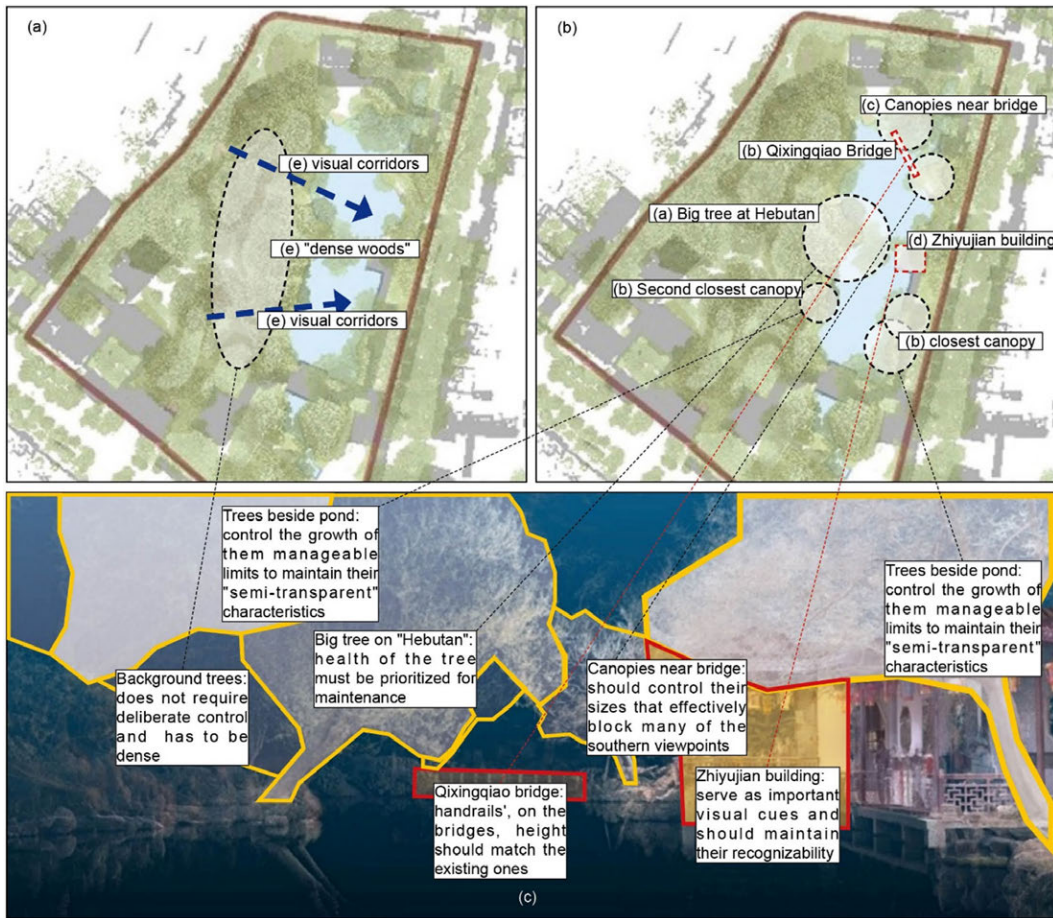 (a)
(e) visual corridors
(e) "dense woods"
(e) visual corridors
(b)
(c) Canopies near bridge
(b) Qixingqiao Bridge
(a) Big tree at Hebutan
(d) Zhiyujian building
(b) Second closest canopy
(b) closest canopy
Trees beside pond:
control the growth of
them manageable
limits to maintain their
"semi-transparent"
characteristics
Background trees:
does not require
deliberate control
and has to be
dense
Big tree on "Hebutan":
health of the tree
must be prioritized for
maintenance
Qixingqiao bridge:
handrails', on the
bridges, height
should match the
existing ones
Canopies near bridge:
should control their
sizes that effectively
block many of the
southern viewpoints
Zhiyujian building:
serve as important
visual cues and
should maintain
their recognizability
Trees beside pond:
control the growth of
them manageable
limits to maintain their
"semi-transparent"
characteristics
(c)